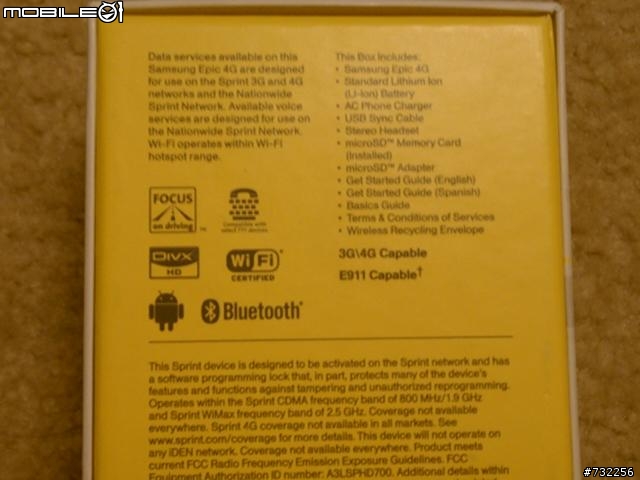 MOBILE01
Data services available on this
Samsung Epic 4G are designed
for use on the Sprint 3G and 4G
networks and the Nationwide
Sprint Network. Available voice
services are designed for use on
the Nationwide Sprint Network.
Wi-Fi operates within Wi-Fi
hotspot range.
FOCUS
on driving™
Compatible with
select TTY devices
DIVX
HD
Wi Fi
CERTIFIED
Bluetooth®
This Box Includes:
• Samsung Epic 4G
• Standard Lithium Ion
(Li-Ion) Battery
• AC Phone Charger
• USB Sync Cable
• Stereo Headset
• microSD™ Memory Card
(Installed)
• microSD™ Adapter
• Get Started Guide (English)
• Get Started Guide (Spanish)
• Basics Guide
• Terms & Conditions of Services
• Wireless Recycling Envelope
3G\4G Capable
E911 Capable†
This Sprint device is designed to be activated on the Sprint network and has
a software programming lock that, in part, protects many of the device's
features and functions against tampering and unauthorized reprogramming.
Operates within the Sprint CDMA frequency band of 800 MHz/1.9 GHz
and Sprint WiMax frequency band of 2.5 GHz. Coverage not available
everywhere. Sprint 4G coverage not available in all markets. See
www.sprint.com/coverage for more details. This device will not operate on
any iDEN network. Coverage not available everywhere. Product meets
current FCC Radio Frequency Emission Exposure Guidelines. FCC
Equipment Authorization ID number: A3LSPHD700. Additional details within
#732256